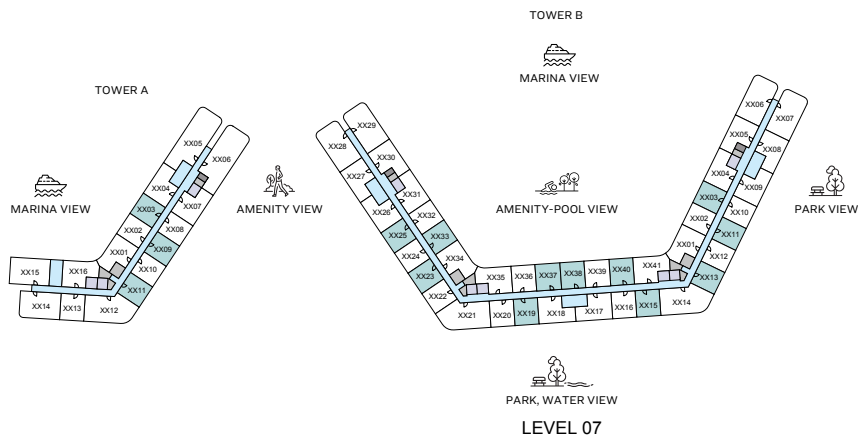 TOWER B
MARINA VIEW
TOWER A
MARINA VIEW
AMENITY VIEW
AMENITY-POOL VIEW
PARK VIEW
XX05
XX06
XX04
XX03
XX07
XX02
XX08
XX01
XX09
XX10
XX15
XX16
XX11
XX14
XX13
XX12
XX29
XX28
XX30
XX27
XX31
XX26
XX32
XX25
XX33
XX24
XX34
XX23
XX22
XX35
XX36
XX37
XX38
XX39
XX40
XX41
XX21
XX20
XX19
XX18
XX17
XX16
XX15
XX14
XX06
XX07
XX05
XX08
XX04
XX09
XX03
XX10
XX02
XX11
XX01
XX12
XX13
PARK, WATER VIEW
LEVEL 07